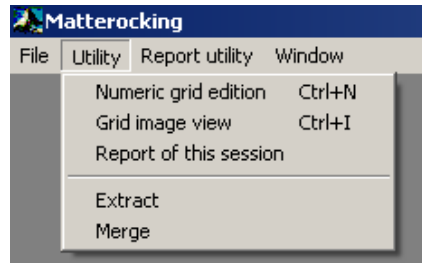 Matterocking
File Utility Report utility Window
Numeric grid edition Ctrl+N
Grid image view Ctrl+I
Report of this session
Extract
Merge